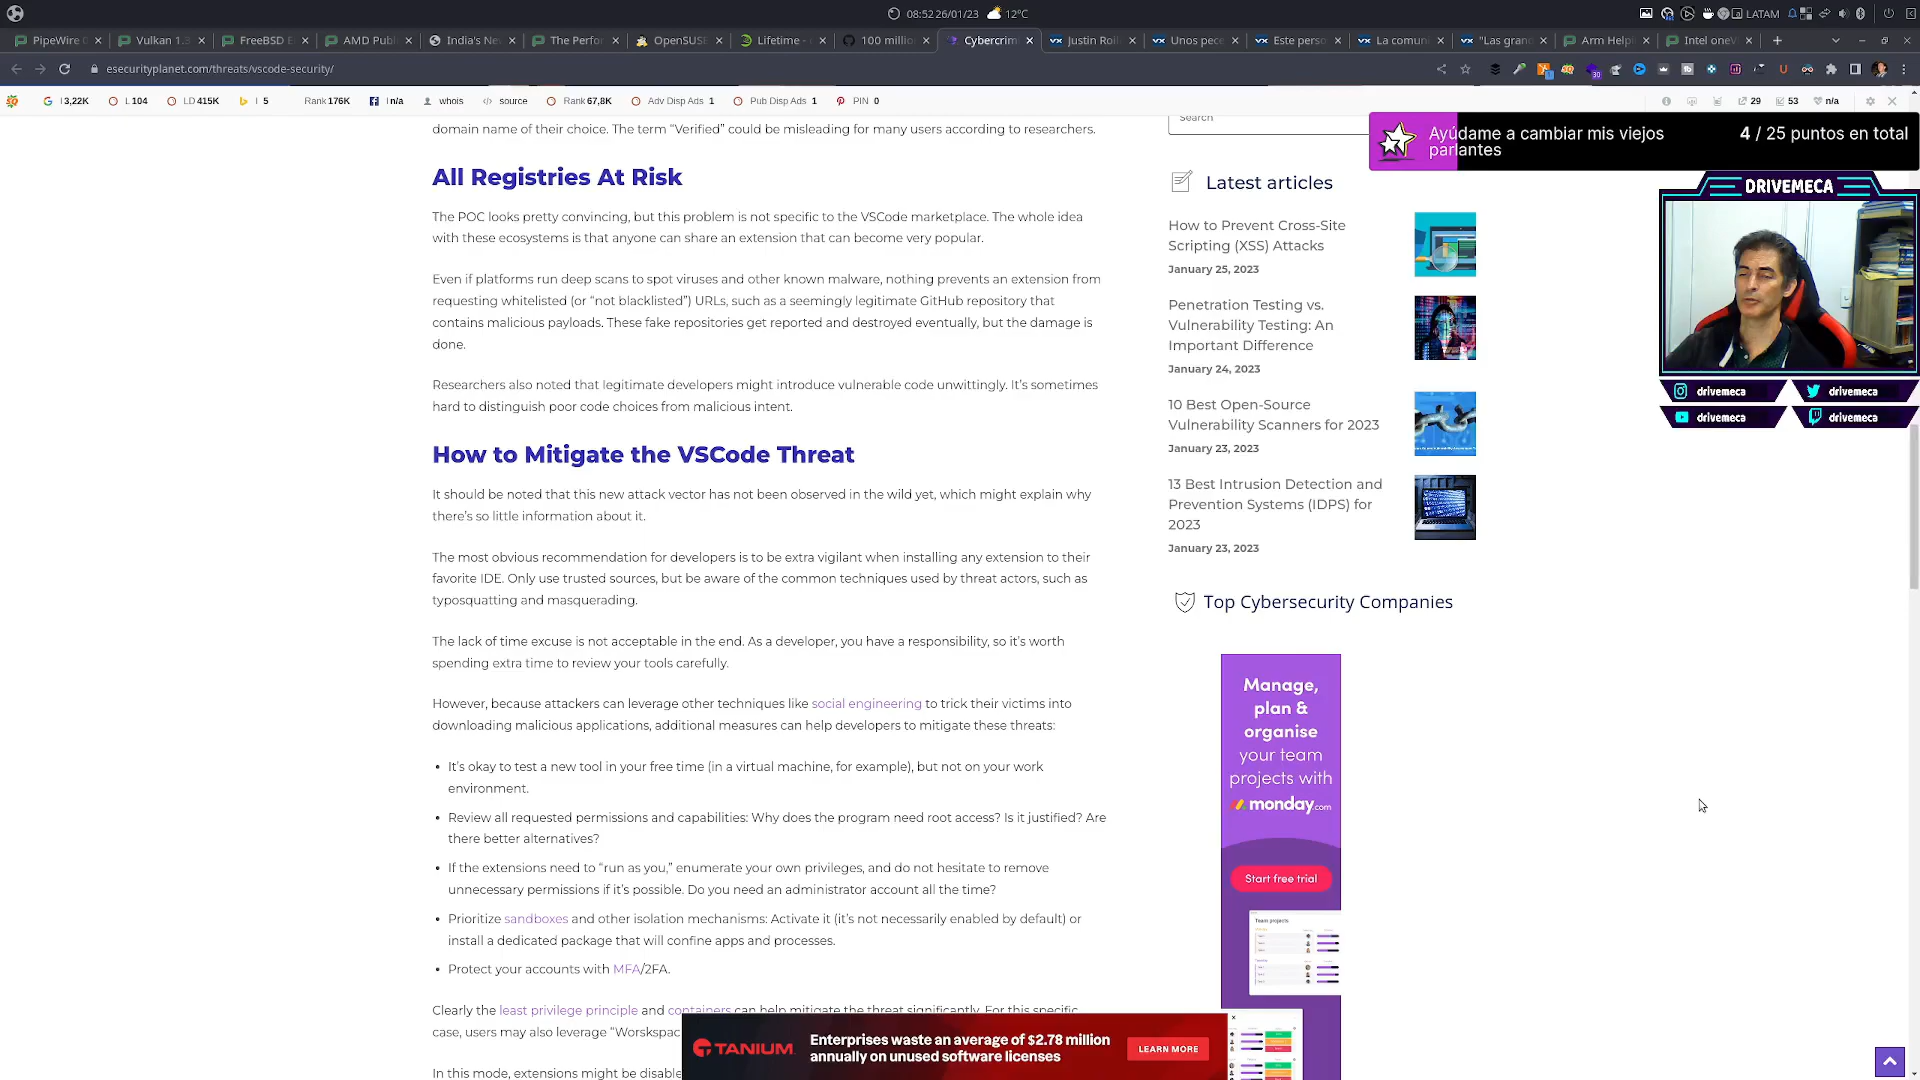 08:52 26/01/23
12°C
LATAM
PipeWire 0
Vulkan 1.3
FreeBSD E
AMD Publ
India's Ne
The Perfor
OpenSUSE
Lifetime -
100 millio
Cybercrim
Justin Roil
Unos pece
Este perso
La comun
"Las gran
Arm Helpi
Intel oneV
esecurityplanet.com/threats/vscode-security/
I 3,22K
L 104
LD 415K
I 5
Rank 176K
I n/a
whois
source
Rank 67,8K
Adv Disp Ads 1
Pub Disp Ads 1
PIN 0
29
53
n/a
domain name of their choice. The term “Verified” could be misleading for many users according to researchers.
All Registries At Risk
The POC looks pretty convincing, but this problem is not specific to the VSCode marketplace. The whole idea
with these ecosystems is that anyone can share an extension that can become very popular.
Even if platforms run deep scans to spot viruses and other known malware, nothing prevents an extension from
requesting whitelisted (or “not blacklisted”) URLs, such as a seemingly legitimate GitHub repository that
contains malicious payloads. These fake repositories get reported and destroyed eventually, but the damage is
done.
Researchers also noted that legitimate developers might introduce vulnerable code unwittingly. It’s sometimes
hard to distinguish poor code choices from malicious intent.
How to Mitigate the VSCode Threat
It should be noted that this new attack vector has not been observed in the wild yet, which might explain why
there’s so little information about it.
The most obvious recommendation for developers is to be extra vigilant when installing any extension to their
favorite IDE. Only use trusted sources, but be aware of the common techniques used by threat actors, such as
typosquatting and masquerading.
The lack of time excuse is not acceptable in the end. As a developer, you have a responsibility, so it’s worth
spending extra time to review your tools carefully.
However, because attackers can leverage other techniques like social engineering to trick their victims into
downloading malicious applications, additional measures can help developers to mitigate these threats:
• It’s okay to test a new tool in your free time (in a virtual machine, for example), but not on your work
environment.
• Review all requested permissions and capabilities: Why does the program need root access? Is it justified? Are
there better alternatives?
• If the extensions need to “run as you,” enumerate your own privileges, and do not hesitate to remove
unnecessary permissions if it’s possible. Do you need an administrator account all the time?
• Prioritize sandboxes and other isolation mechanisms: Activate it (it’s not necessarily enabled by default) or
install a dedicated package that will confine apps and processes.
• Protect your accounts with MFA/2FA.
Clearly the least privilege principle and containers can help mitigate the threat significantly. For this specific
case, users may also leverage “Worskspac
In this mode, extensions might be disable
Search
Latest articles
How to Prevent Cross-Site
Scripting (XSS) Attacks
January 25, 2023
Penetration Testing vs.
Vulnerability Testing: An
Important Difference
January 24, 2023
10 Best Open-Source
Vulnerability Scanners for 2023
January 23, 2023
13 Best Intrusion Detection and
Prevention Systems (IDPS) for
2023
January 23, 2023
Top Cybersecurity Companies
Manage,
plan &
organise
your team
projects with
monday.com
Start free trial
Team projects
TANIUM
Enterprises waste an average of $2.78 million
annually on unused software licenses
LEARN MORE
Ayúdame a cambiar mis viejos
parlantes
4 / 25 puntos en total
DRIVEMECA
drivemeca
drivemeca
drivemeca
drivemeca